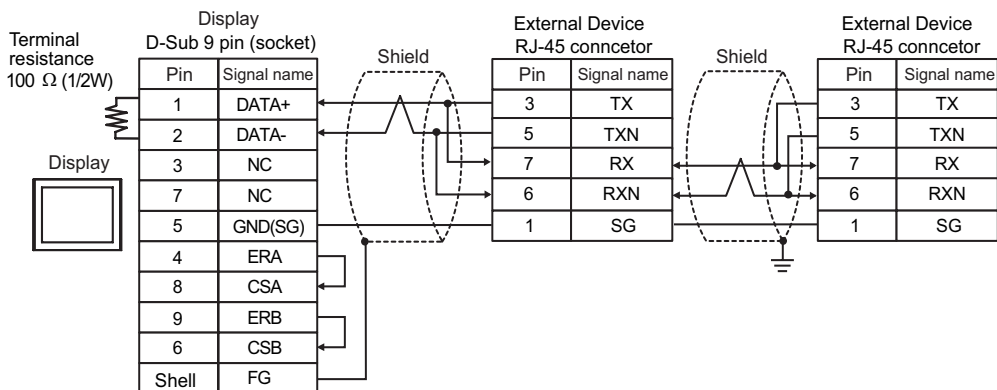 Terminal
resistance
100 Ω (1/2W)
Display
Display
D-Sub 9 pin (socket)
Pin Signal name
1 DATA+
2 DATA-
3 NC
7 NC
5 GND(SG)
4 ERA
8 CSA
9 ERB
6 CSB
Shell FG
Shield
External Device
RJ-45 conncetor
Pin Signal name
3 TX
5 TXN
7 RX
6 RXN
1 SG
Shield
External Device
RJ-45 conncetor
Pin Signal name
3 TX
5 TXN
7 RX
6 RXN
1 SG